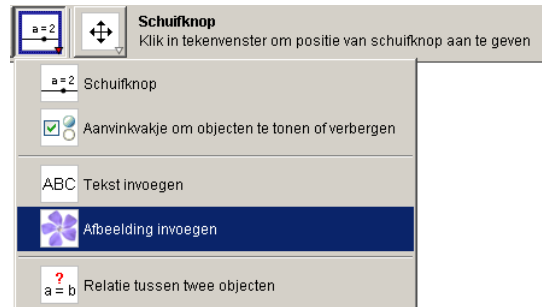 a=2
Schuifknop
Klik in tekenvenster om positie van schuifknop aan te geven
a=2 Schuifknop
Aanvinkvakje om objecten te tonen of verbergen
ABC Tekst invoegen
Afbeelding invoegen
?
a = b Relatie tussen twee objecten